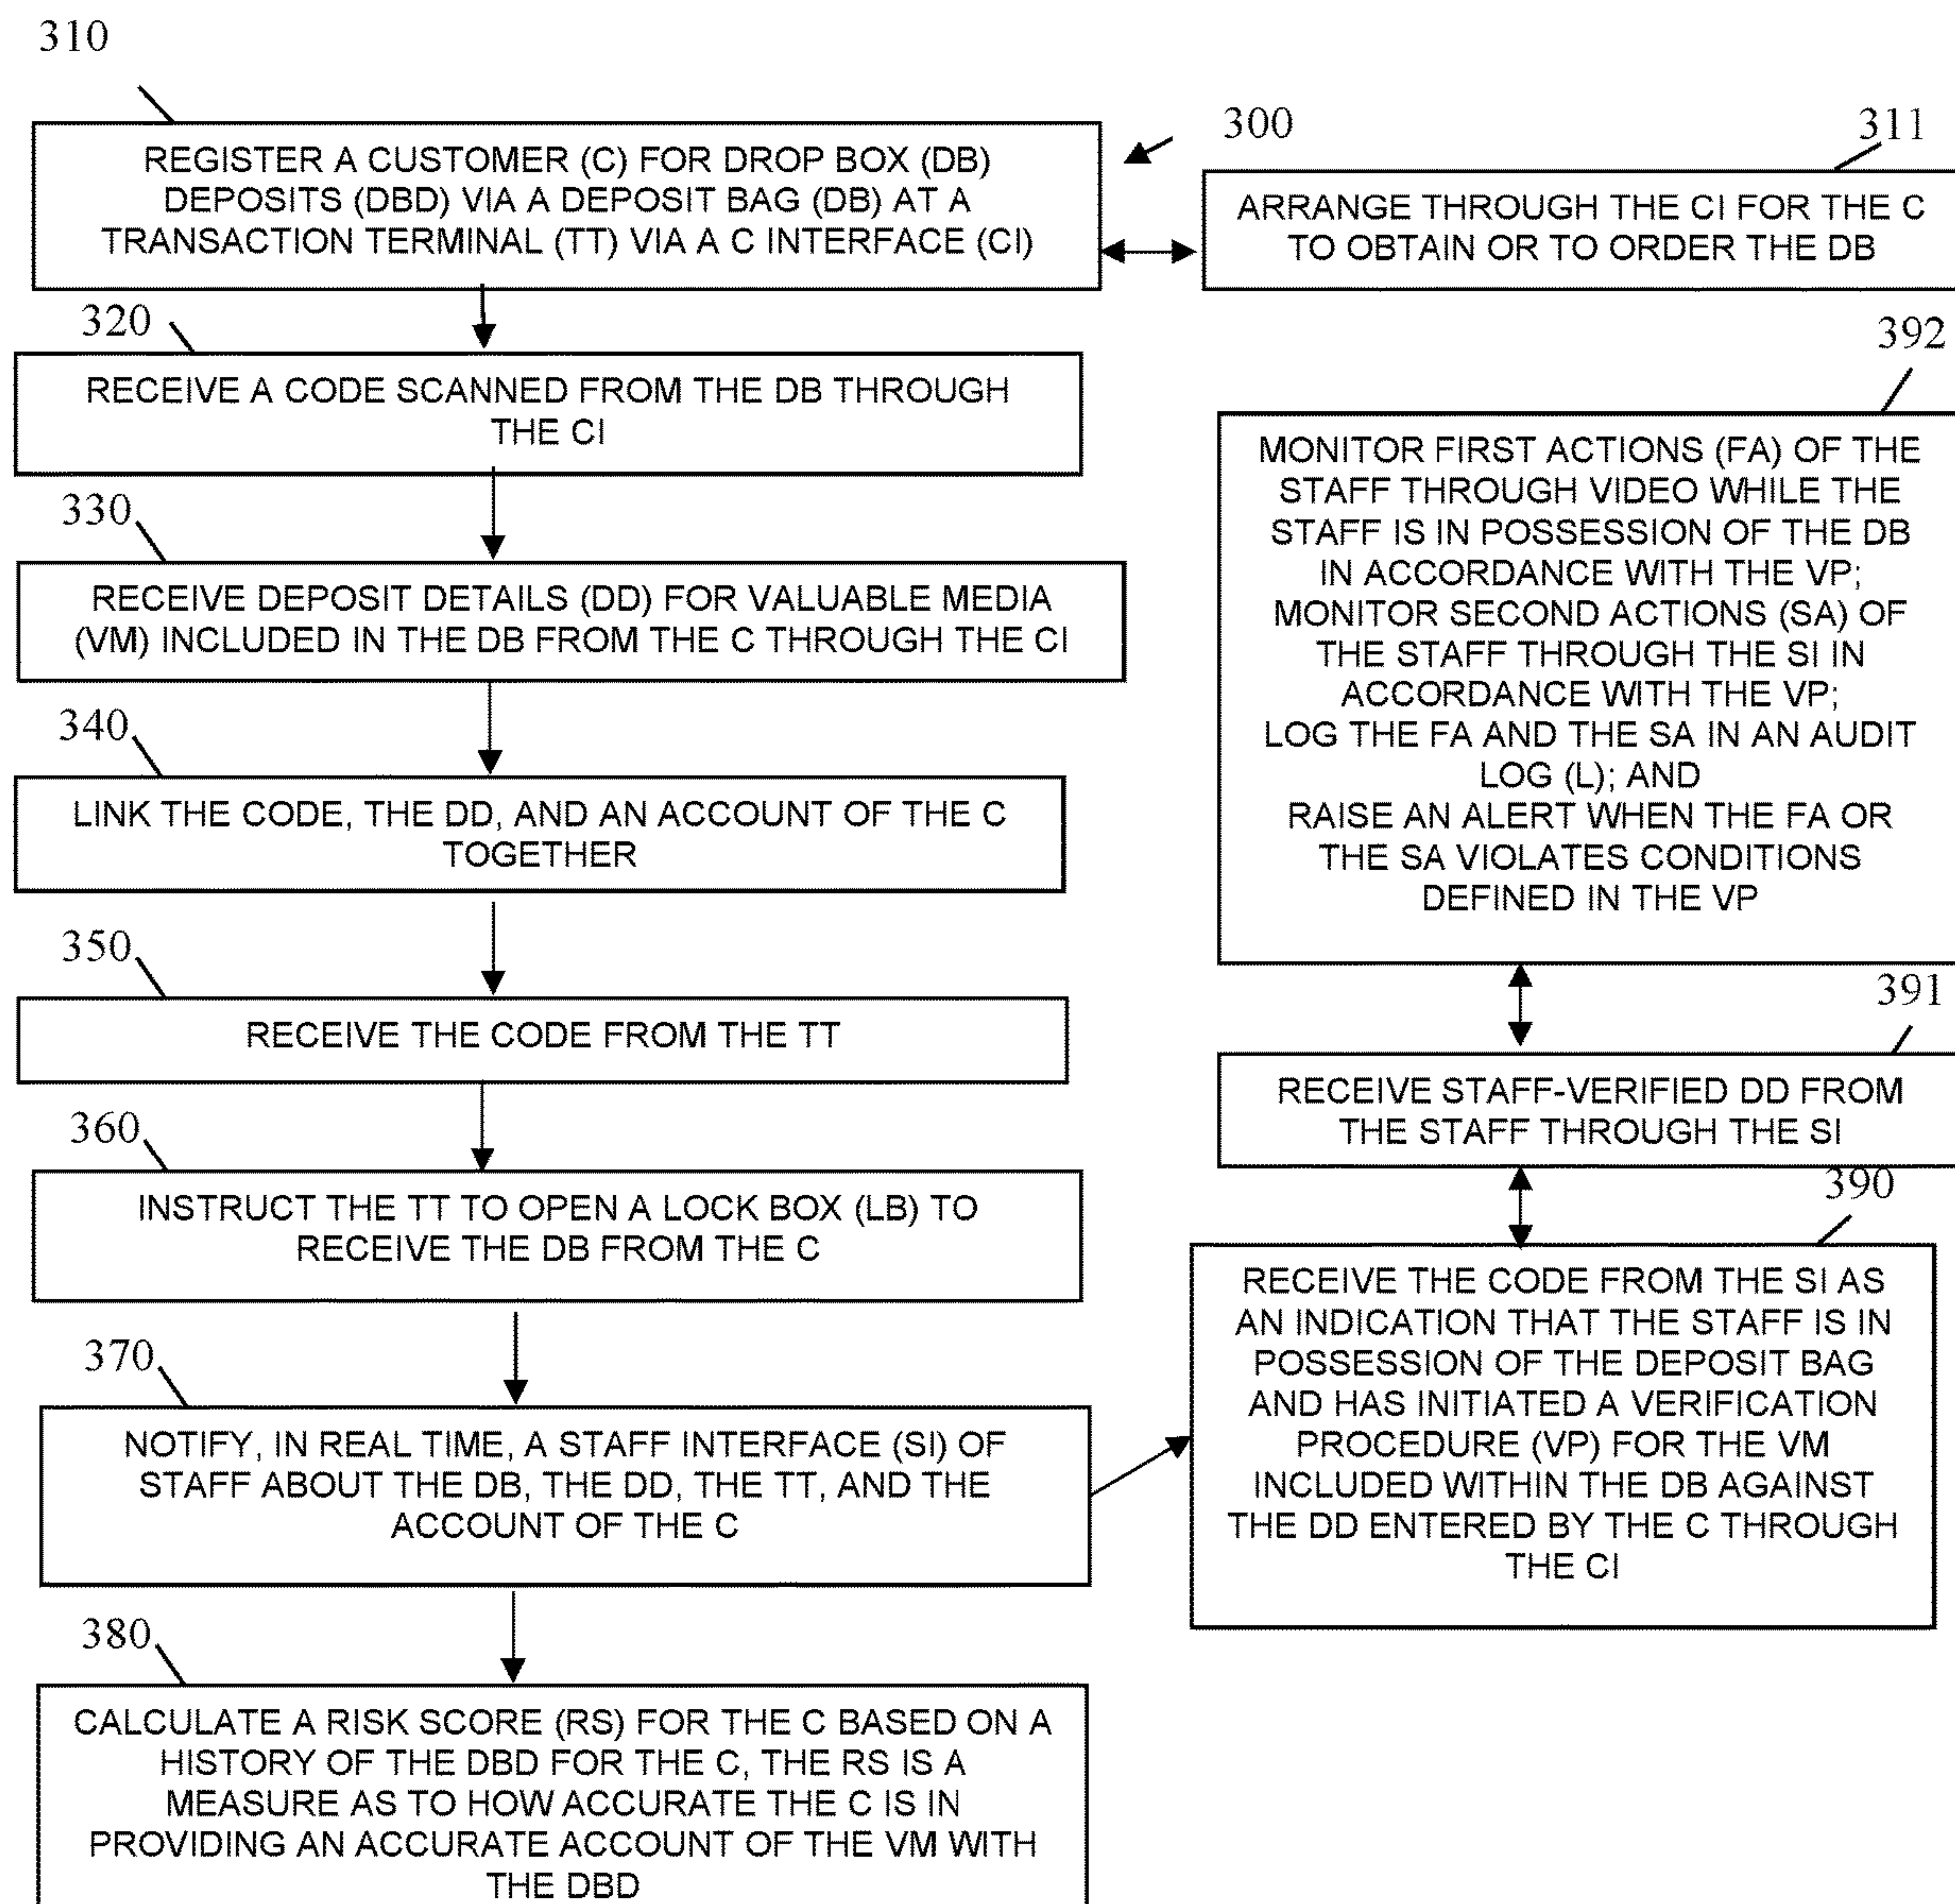 310
300
REGISTER A CUSTOMER (C) FOR DROP BOX (DB)
DEPOSITS (DBD) VIA A DEPOSIT BAG (DB) AT A
TRANSACTION TERMINAL (TT) VIA A C INTERFACE (CI)
311
ARRANGE THROUGH THE CI FOR THE C
TO OBTAIN OR TO ORDER THE DB
320
RECEIVE A CODE SCANNED FROM THE DB THROUGH
THE CI
330
RECEIVE DEPOSIT DETAILS (DD) FOR VALUABLE MEDIA
(VM) INCLUDED IN THE DB FROM THE C THROUGH THE CI
340
LINK THE CODE, THE DD, AND AN ACCOUNT OF THE C
TOGETHER
350
RECEIVE THE CODE FROM THE TT
360
INSTRUCT THE TT TO OPEN A LOCK BOX (LB) TO
RECEIVE THE DB FROM THE C
370
NOTIFY, IN REAL TIME, A STAFF INTERFACE (SI) OF
STAFF ABOUT THE DB, THE DD, THE TT, AND THE
ACCOUNT OF THE C
380
CALCULATE A RISK SCORE (RS) FOR THE C BASED ON A
HISTORY OF THE DBD FOR THE C, THE RS IS A
MEASURE AS TO HOW ACCURATE THE C IS IN
PROVIDING AN ACCURATE ACCOUNT OF THE VM WITH
THE DBD
392
MONITOR FIRST ACTIONS (FA) OF THE
STAFF THROUGH VIDEO WHILE THE
STAFF IS IN POSSESSION OF THE DB
IN ACCORDANCE WITH THE VP;
MONITOR SECOND ACTIONS (SA) OF
THE STAFF THROUGH THE SI IN
ACCORDANCE WITH THE VP;
LOG THE FA AND THE SA IN AN AUDIT
LOG (L); AND
RAISE AN ALERT WHEN THE FA OR
THE SA VIOLATES CONDITIONS
DEFINED IN THE VP
391
RECEIVE STAFF-VERIFIED DD FROM
THE STAFF THROUGH THE SI
390
RECEIVE THE CODE FROM THE SI AS
AN INDICATION THAT THE STAFF IS IN
POSSESSION OF THE DEPOSIT BAG
AND HAS INITIATED A VERIFICATION
PROCEDURE (VP) FOR THE VM
INCLUDED WITHIN THE DB AGAINST
THE DD ENTERED BY THE C THROUGH
THE CI